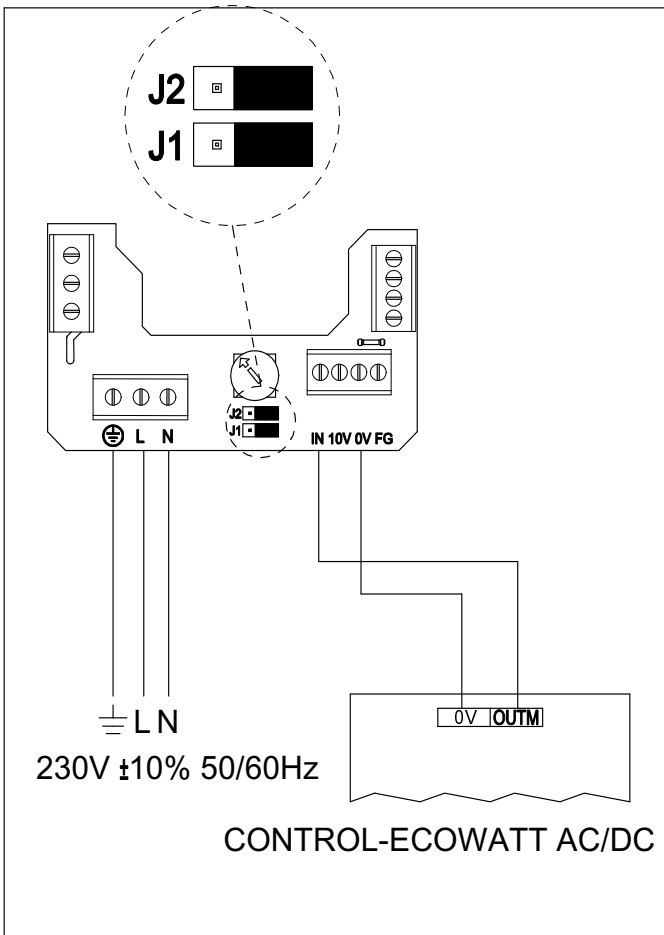 J2
J1
J2
J1
L N
IN 10V 0V FG
L N
230V ±10% 50/60Hz
0V OUTM
CONTROL-ECOWATT AC/DC